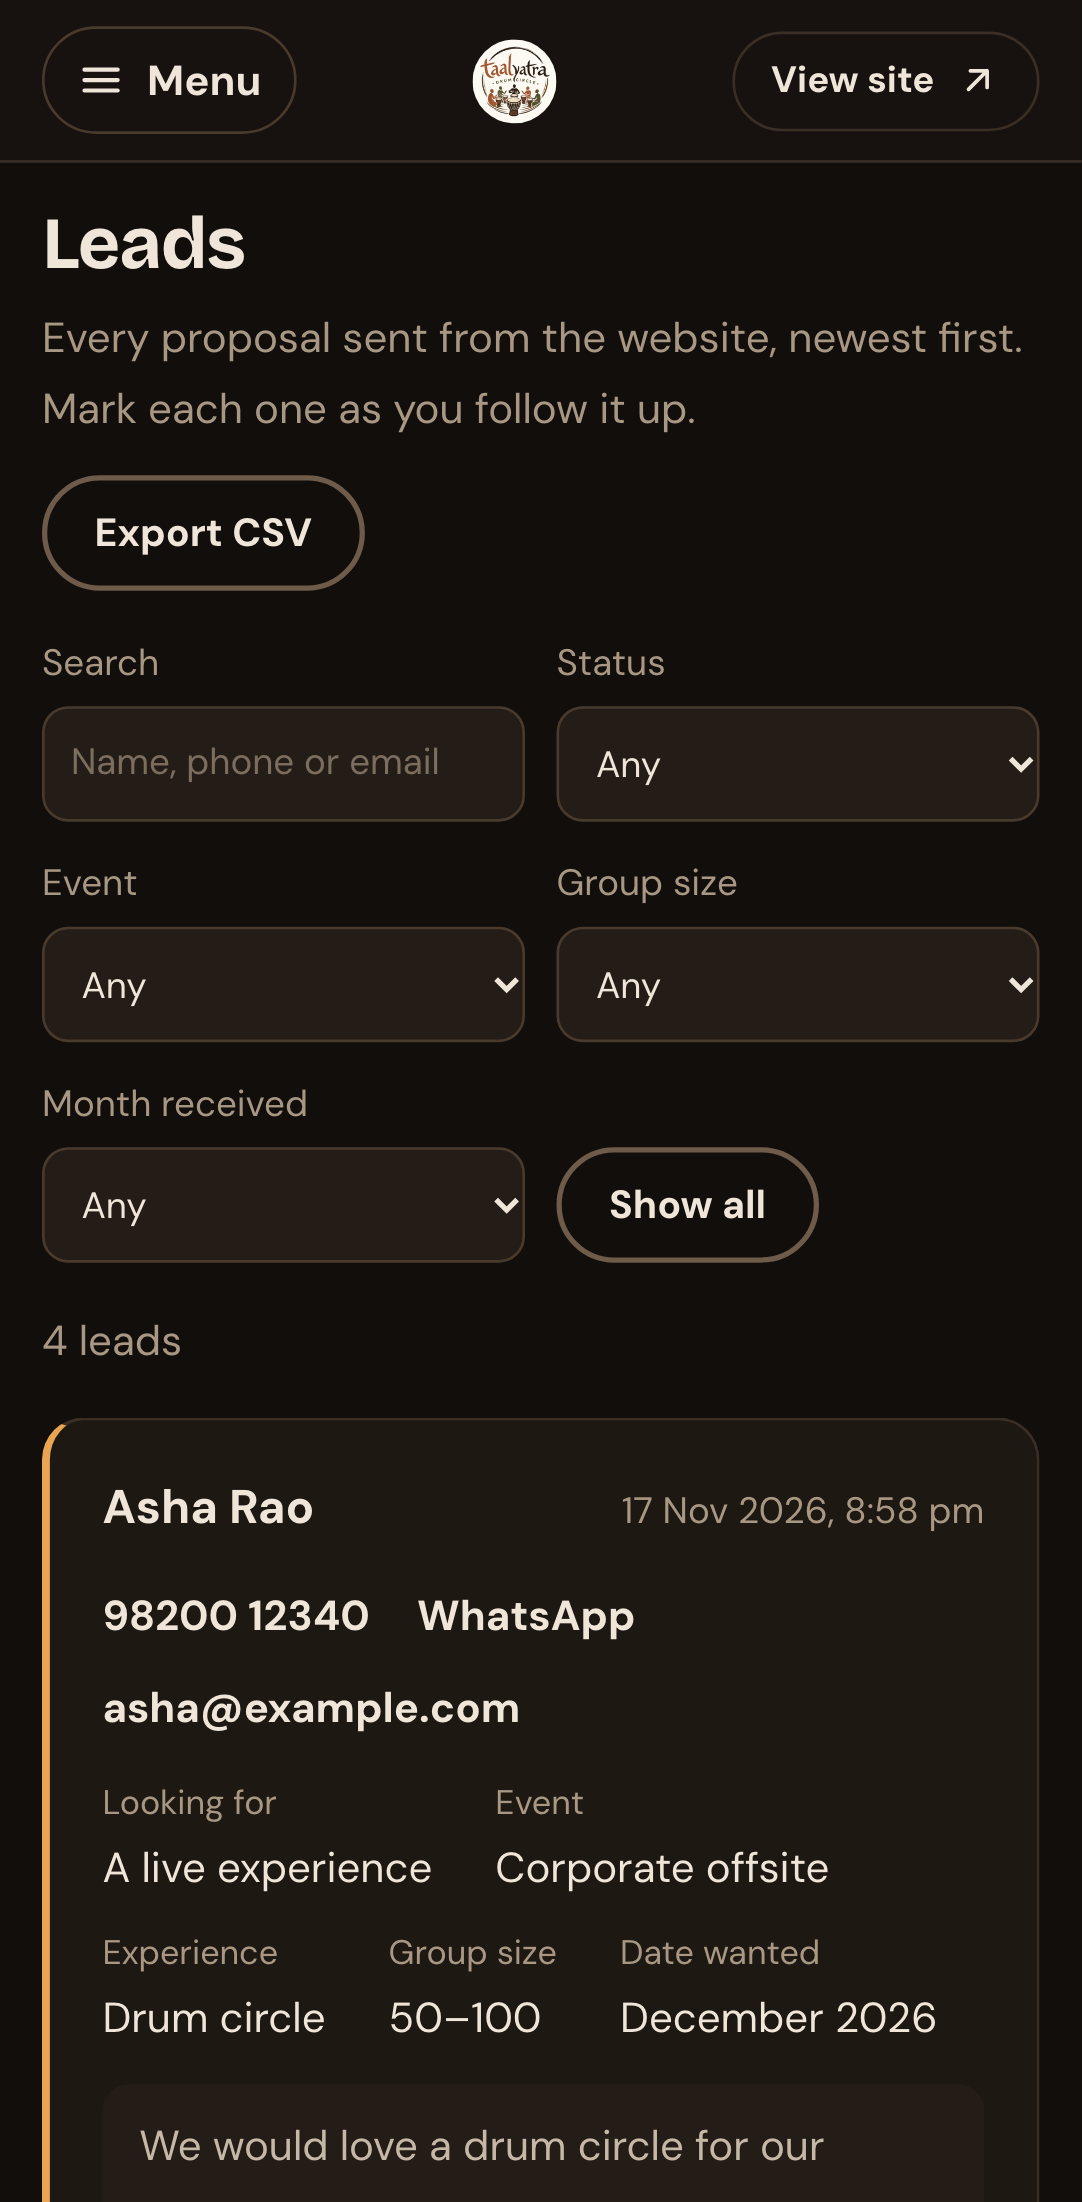 Menu
taalyatra
DRUM CIRCLE
View site
Leads
Every proposal sent from the website, newest first.
Mark each one as you follow it up.
Export CSV
Search
Status
Name, phone or email
Any
Event
Group size
Any
Any
Month received
Any
Show all
4 leads
Asha Rao
17 Nov 2026, 8:58 pm
98200 12340
WhatsApp
asha@example.com
Looking for
Event
A live experience
Corporate offsite
Experience
Group size
Date wanted
Drum circle
50–100
December 2026
We would love a drum circle for our